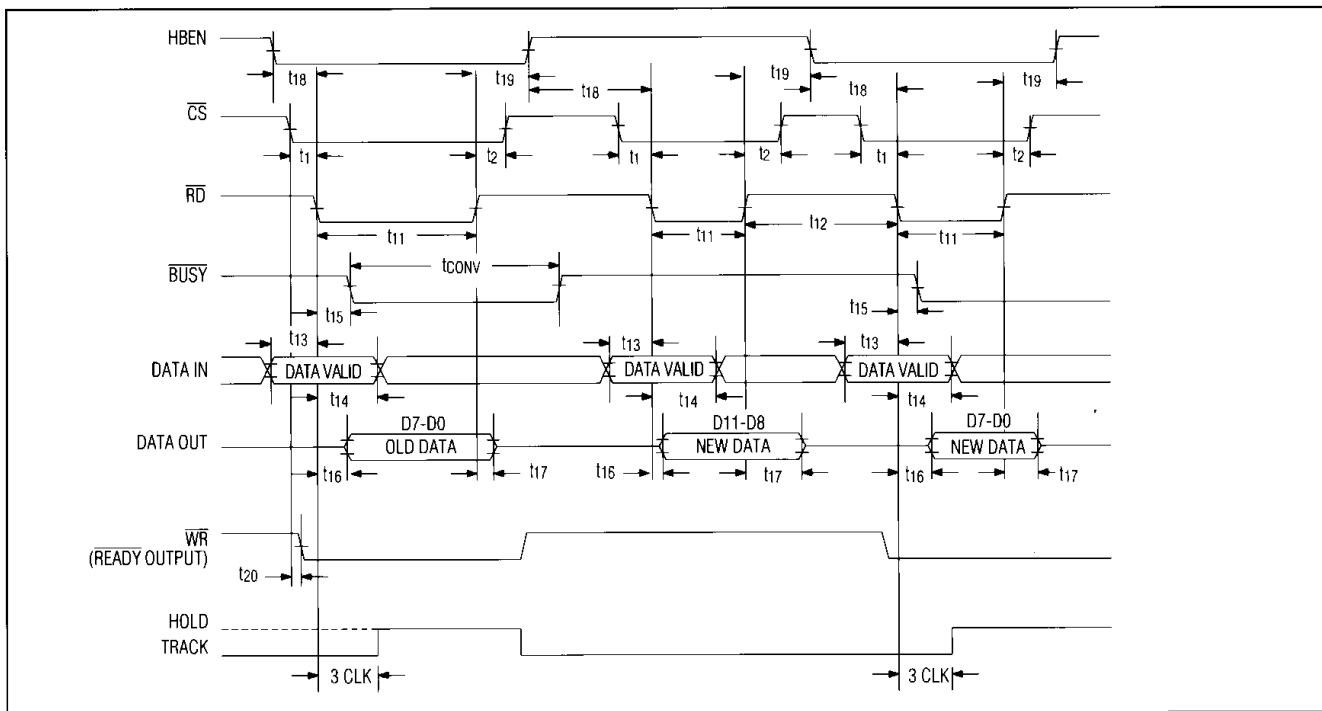 HBEN
t18 t19 t18 t19 t18 t19
CS
t1 t2 t1 t2 t1 t2
RD
t11 t11 t12 t11
BUSY
tCONV
t15 t15
t13 t13 t13
DATA IN DATA VALID DATA VALID DATA VALID
t14 t14 t14
D7-D0 D11-D8 D7-D0
DATA OUT OLD DATA NEW DATA NEW DATA
t16 t17 t16 t17 t16 t17
WR
(READY OUTPUT)
t20
HOLD
TRACK
3 CLK 3 CLK